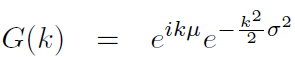 G(k) = e^{ikμ} e^{-\frac{k^2}{2}σ^2}